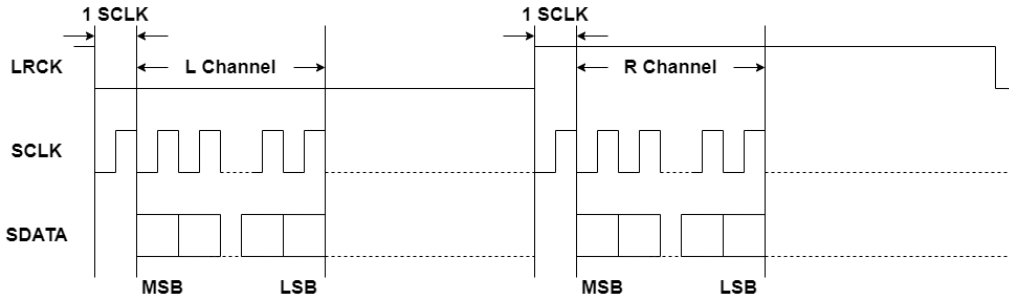 1 SCLK 1 SCLK
LRCK L Channel R Channel
SCLK
SDATA
MSB LSB MSB LSB